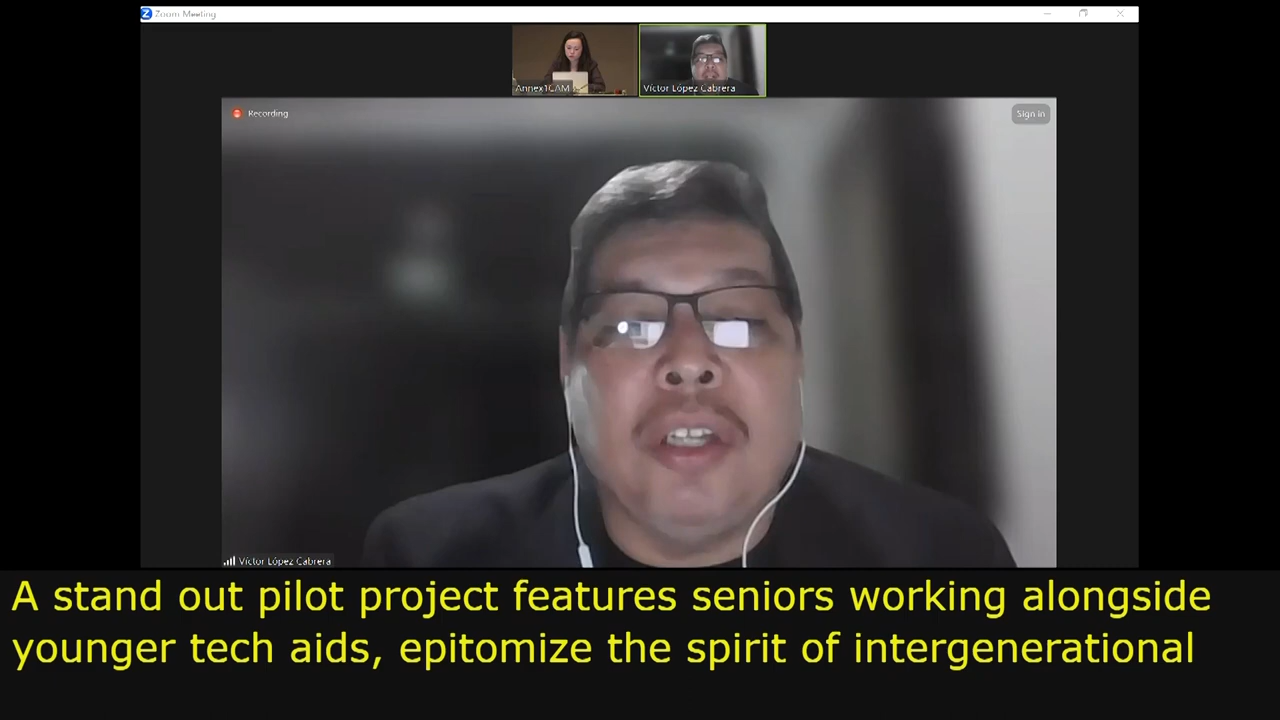 Zoom Meeting
Annex1CAM
Víctor López Cabrera
Recording
Sign in
Víctor López Cabrera
A stand out pilot project features seniors working alongside
younger tech aids, epitomize the spirit of intergenerational